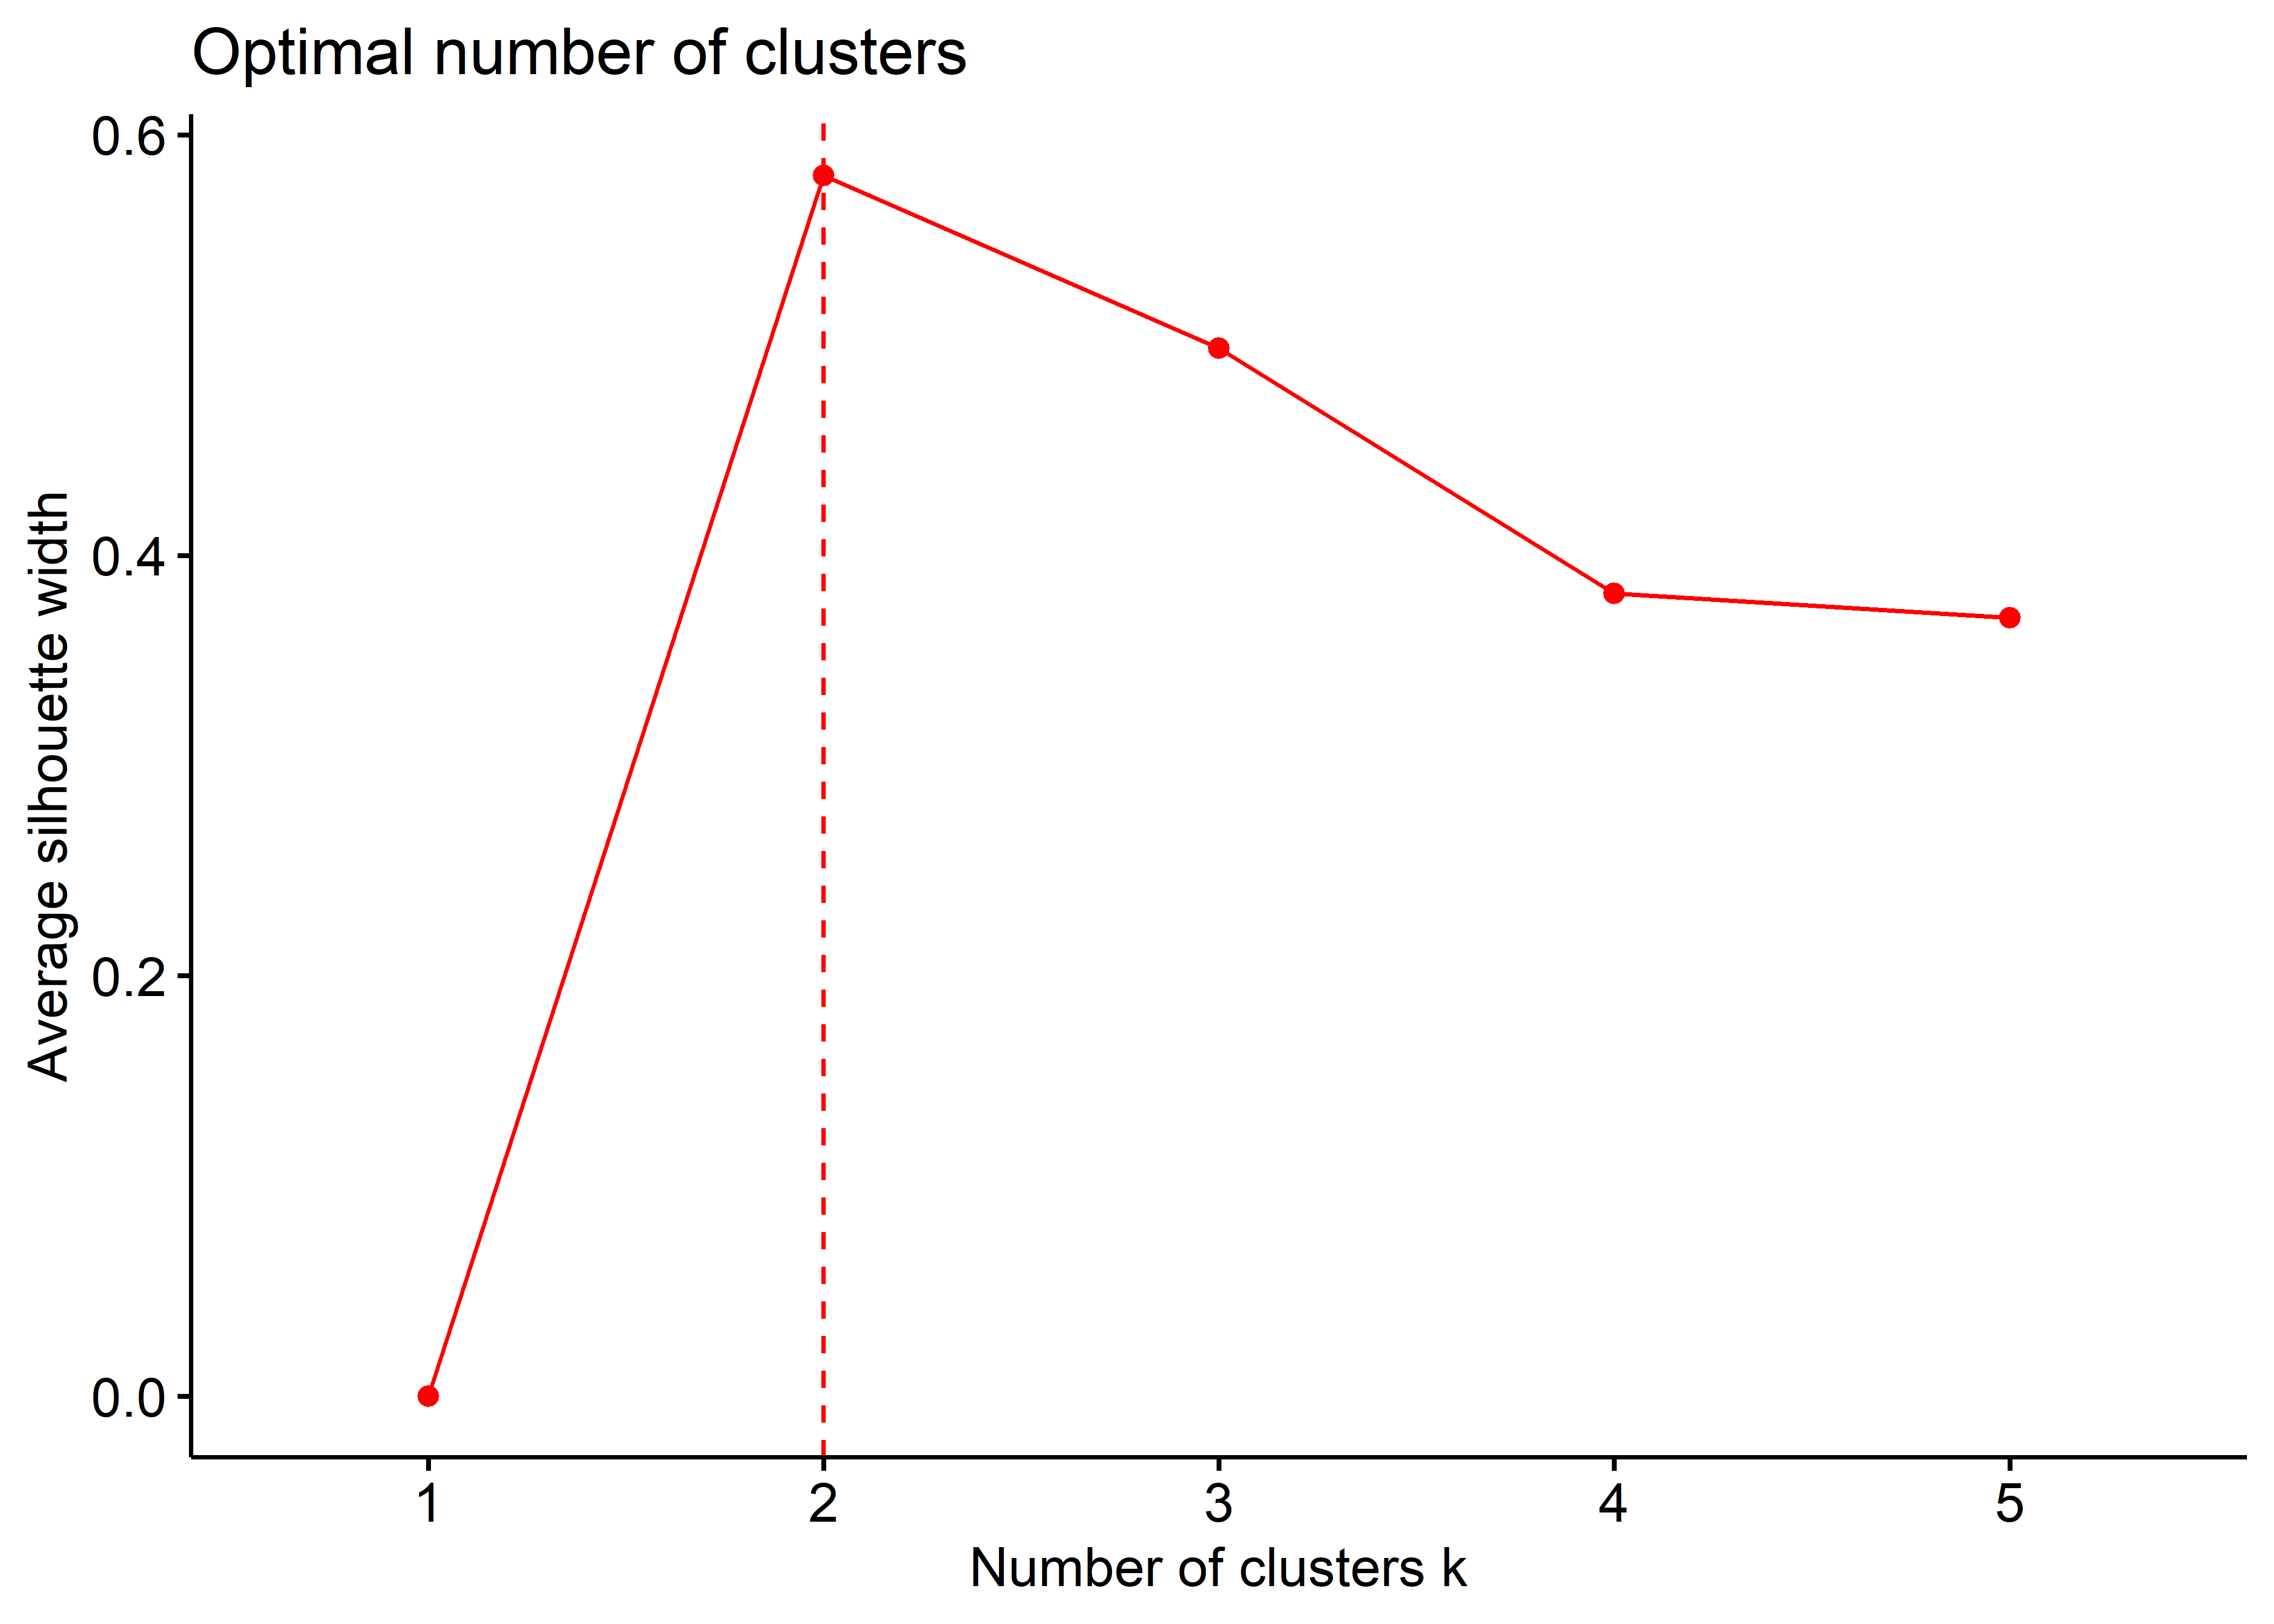 Optimal number of clusters
0.6
0.4
0.2
0.0
Average silhouette width
1 2 3 4 5
Number of clusters k